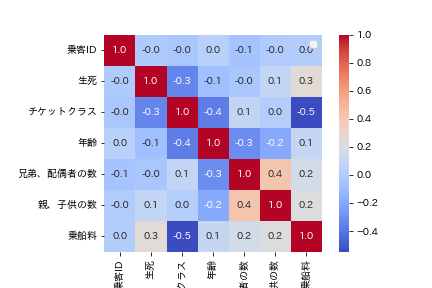 乗客ID 1.0 -0.0 -0.0 0.0 -0.1 -0.0 0.0
生死 -0.0 1.0 -0.3 -0.1 -0.0 0.1 0.3
チケットクラス -0.0 -0.3 1.0 -0.4 0.1 0.0 -0.5
年齢 0.0 -0.1 -0.4 1.0 -0.3 -0.2 0.1
兄弟、配偶者の数 -0.1 -0.0 0.1 -0.3 1.0 0.4 0.2
親、子供の数 -0.0 0.1 0.0 -0.2 0.4 1.0 0.2
乗船料 0.0 0.3 -0.5 0.1 0.2 0.2 1.0
乗客ID
生死
クラス
年齢
者の数
供の数
乗船料
1.0
0.8
0.6
0.4
0.2
0.0
−0.2
−0.4